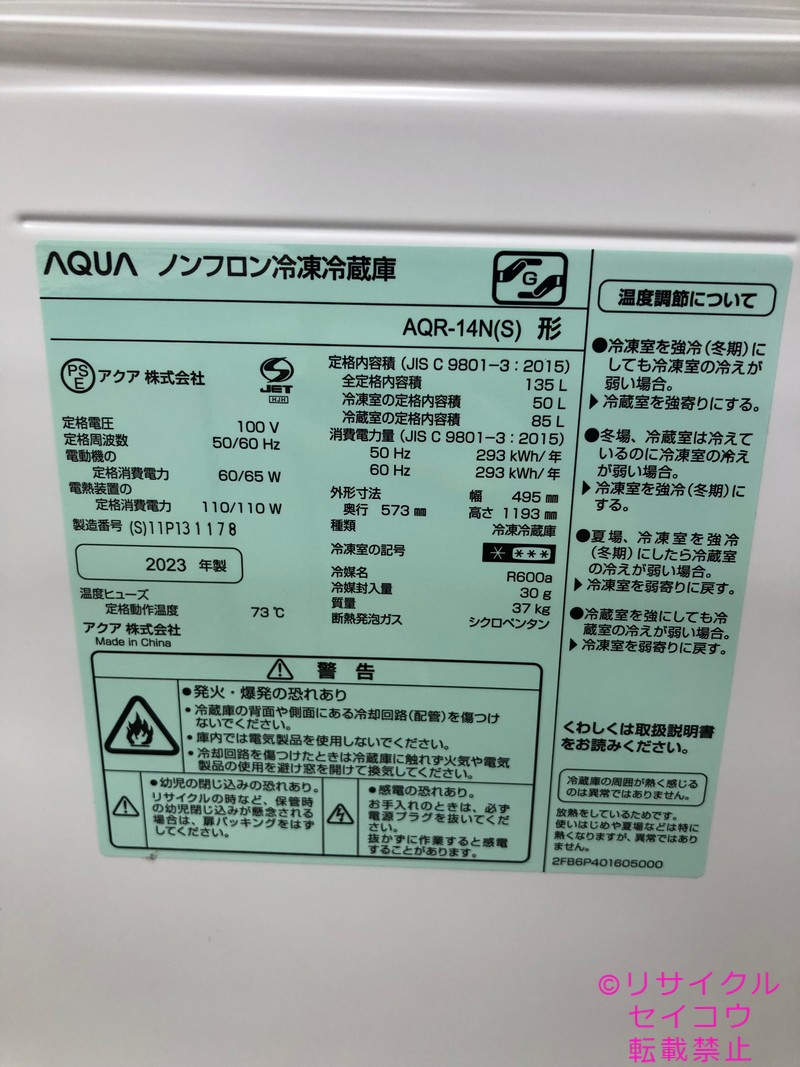 AQUA ノンフロン冷凍冷蔵庫
G
AQR-14N(S) 形
PSE アクア 株式会社
JET
HJH
定格電圧 100 V
定格周波数 50/60 Hz
電動機の
定格消費電力 60/65 W
電熱装置の
定格消費電力 110/110 W
製造番号 (S)11P131178
2023 年製
温度ヒューズ
定格動作温度 73 ℃
アクア 株式会社
Made in China
定格内容積 (JIS C 9801-3:2015)
全定格内容積 135 L
冷凍室の定格内容積 50 L
冷蔵室の定格内容積 85 L
消費電力量 (JIS C 9801-3:2015)
50 Hz 293 kWh/年
60 Hz 293 kWh/年
外形寸法 幅 495 ㎜
奥行 573 ㎜ 高さ 1193 ㎜
種類 冷凍冷蔵庫
冷凍室の記号
冷媒名 R600a
冷媒封入量 30 g
質量 37 kg
断熱発泡ガス シクロペンタン
⚠ 警告
●発火・爆発の恐れあり
・冷蔵庫の背面や側面にある冷却回路(配管)を傷つけ
ないでください。
・庫内では電気製品を使用しないでください。
・冷却回路を傷つけたときは冷蔵庫に触れず火気や電気
製品の使用を避け窓を開けて換気してください。
●幼児の閉じ込みの恐れあり。
リサイクルの時など、保管時
の幼児閉じ込みが懸念される
場合は、扉パッキングをはず
してください。
●感電の恐れあり。
お手入れのときは、必ず
電源プラグを抜いてくだ
さい。
抜かずに作業すると感電
することがあります。
温度調節について
●冷凍室を強冷(冬期)に
しても冷凍室の冷えが
弱い場合。
▶冷蔵室を強寄りにする。
●冬場、冷蔵室は冷えて
いるのに冷凍室の冷え
が弱い場合。
▶冷凍室を強冷(冬期)に
する。
●夏場、冷凍室を強冷
(冬期)にしたら冷蔵室
の冷えが弱い場合。
▶冷凍室を弱寄りに戻す。
●冷蔵室を強にしても冷
蔵室の冷えが弱い場合。
▶冷凍室を弱寄りに戻す。
くわしくは取扱説明書
をお読みください。
冷蔵庫の周囲が熱く感じる
のは異常ではありません。
放熱をしているためです。
使いはじめや夏場などは特に
熱くなりますが、異常ではあり
ません。
2FB6P401605000
©リサイクル
セイコウ
転載禁止